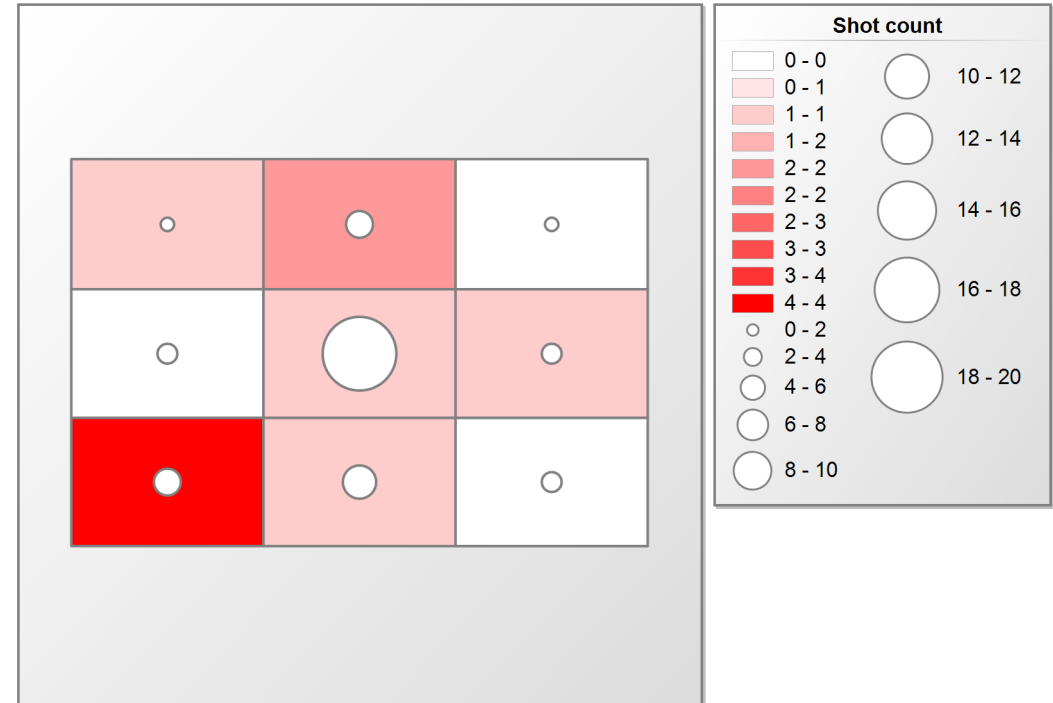 Shot count
0 - 0
0 - 1
1 - 1
1 - 2
2 - 2
2 - 2
2 - 3
3 - 3
3 - 4
4 - 4
0 - 2
2 - 4
4 - 6
6 - 8
8 - 10
10 - 12
12 - 14
14 - 16
16 - 18
18 - 20